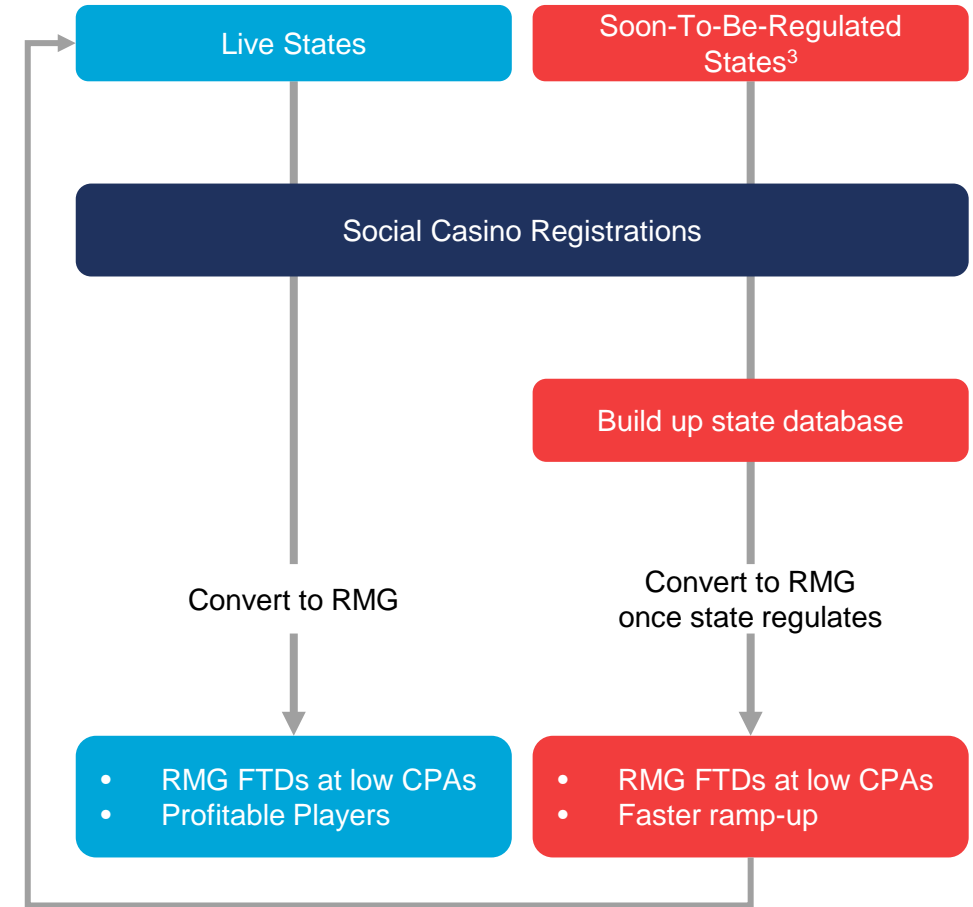 Live States
Soon-To-Be-Regulated
States³
Social Casino Registrations
Build up state database
Convert to RMG
Convert to RMG
once state regulates
• RMG FTDs at low CPAs
• Profitable Players
• RMG FTDs at low CPAs
• Faster ramp-up